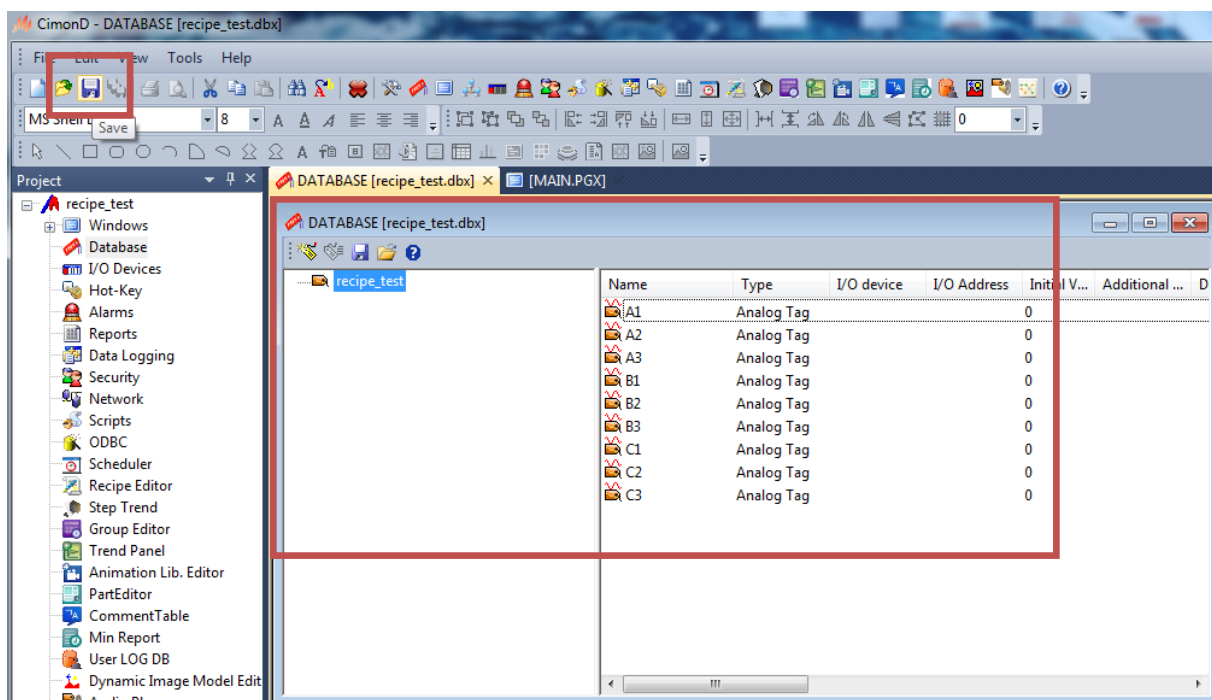 CimonD - DATABASE [recipe_test.dbx]
File Edit View Tools Help
MS Shell 8 0
Save
Project
DATABASE [recipe_test.dbx] [MAIN.PGX]
recipe_test
Windows
Database
I/O Devices
Hot-Key
Alarms
Reports
Data Logging
Security
Network
Scripts
ODBC
Scheduler
Recipe Editor
Step Trend
Group Editor
Trend Panel
Animation Lib. Editor
PartEditor
CommentTable
Min Report
User LOG DB
Dynamic Image Model Edit
DATABASE [recipe_test.dbx]
recipe_test
Name Type I/O device I/O Address Initial V... Additional ... D
A1 Analog Tag 0
A2 Analog Tag 0
A3 Analog Tag 0
B1 Analog Tag 0
B2 Analog Tag 0
B3 Analog Tag 0
C1 Analog Tag 0
C2 Analog Tag 0
C3 Analog Tag 0